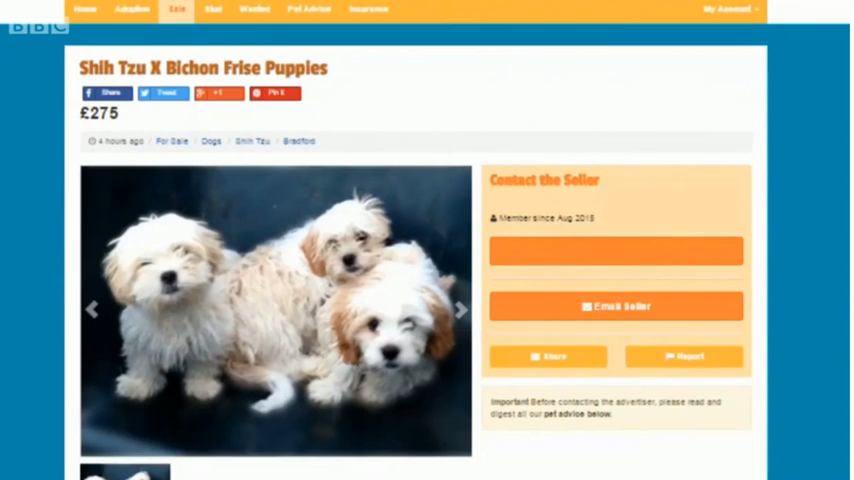 Home Adoption Sale Stud Wanted Pet Advice Insurance My Account
BBC
Shih Tzu X Bichon Frise Puppies
Share Tweet +1 Pin it
£275
4 hours ago / For Sale / Dogs / Shih Tzu / Bradford
Contact the Seller
Member since Aug 2015
Email Seller
Share Report
Important Before contacting the advertiser, please read and
digest all our pet advice below.